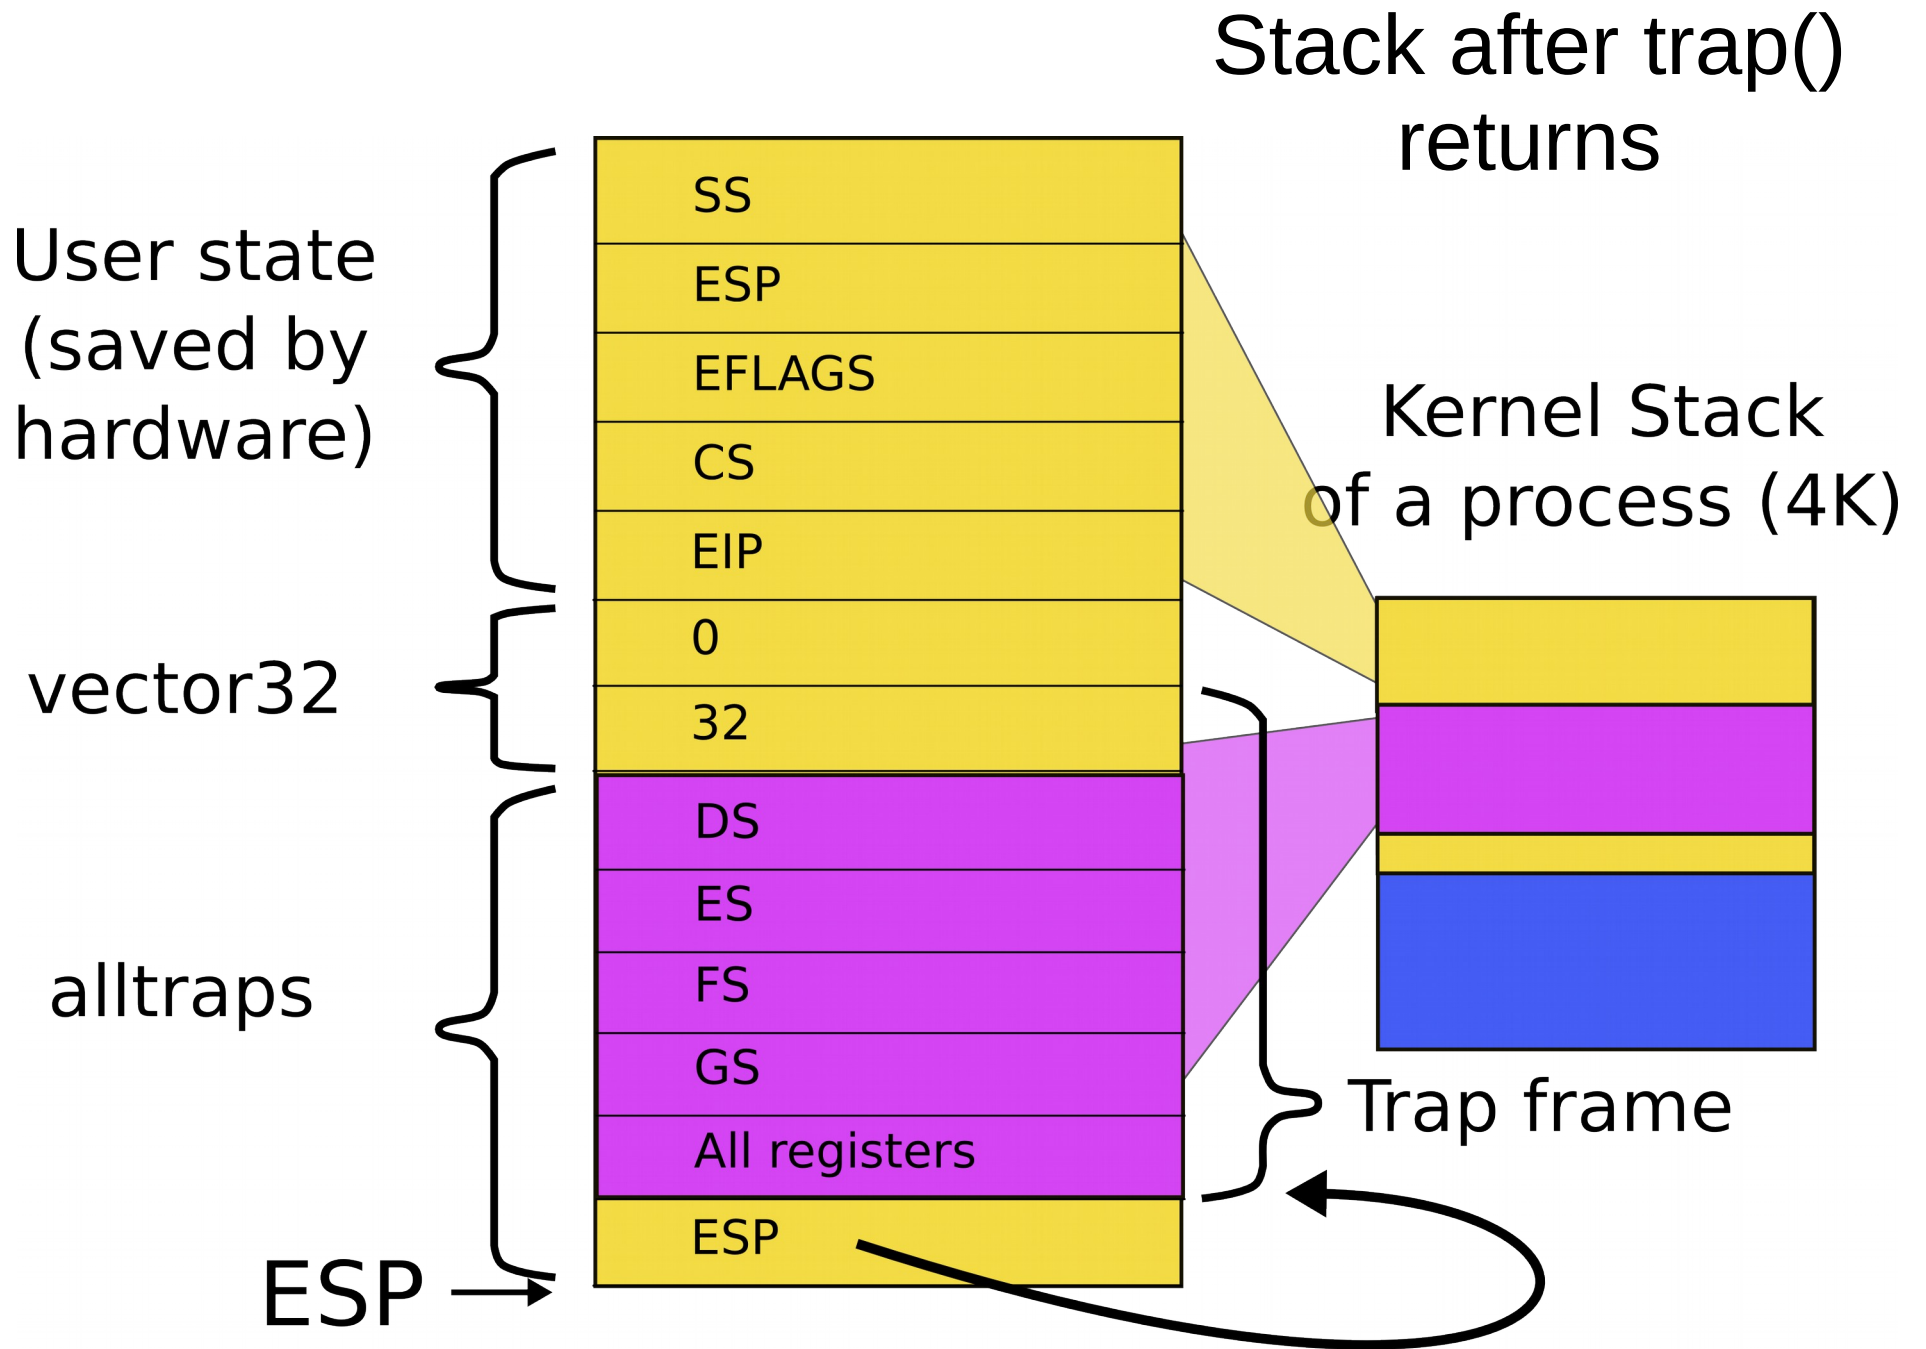 Stack after trap()
returns
User state
(saved by
hardware)
vector32
alltraps
ESP
SS
ESP
EFLAGS
CS
EIP
0
32
DS
ES
FS
GS
All registers
ESP
Kernel Stack
of a process (4K)
Trap frame